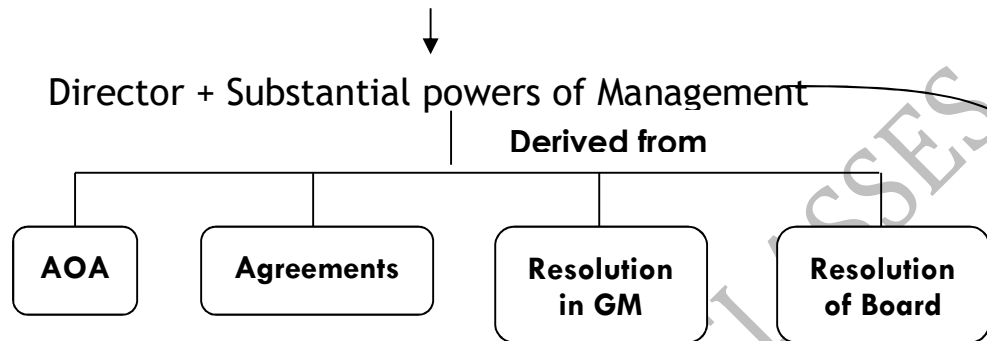 Director + Substantial powers of Management
Derived from
AOA
Agreements
Resolution
in GM
Resolution
of Board